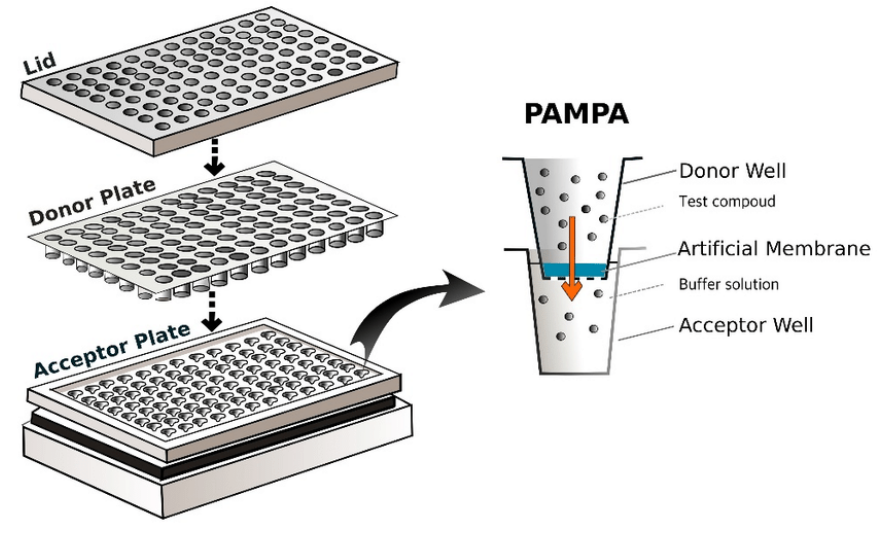 Lid
Donor Plate
Acceptor Plate
PAMPA
Donor Well
Test compoud
Artificial Membrane
Buffer solution
Acceptor Well